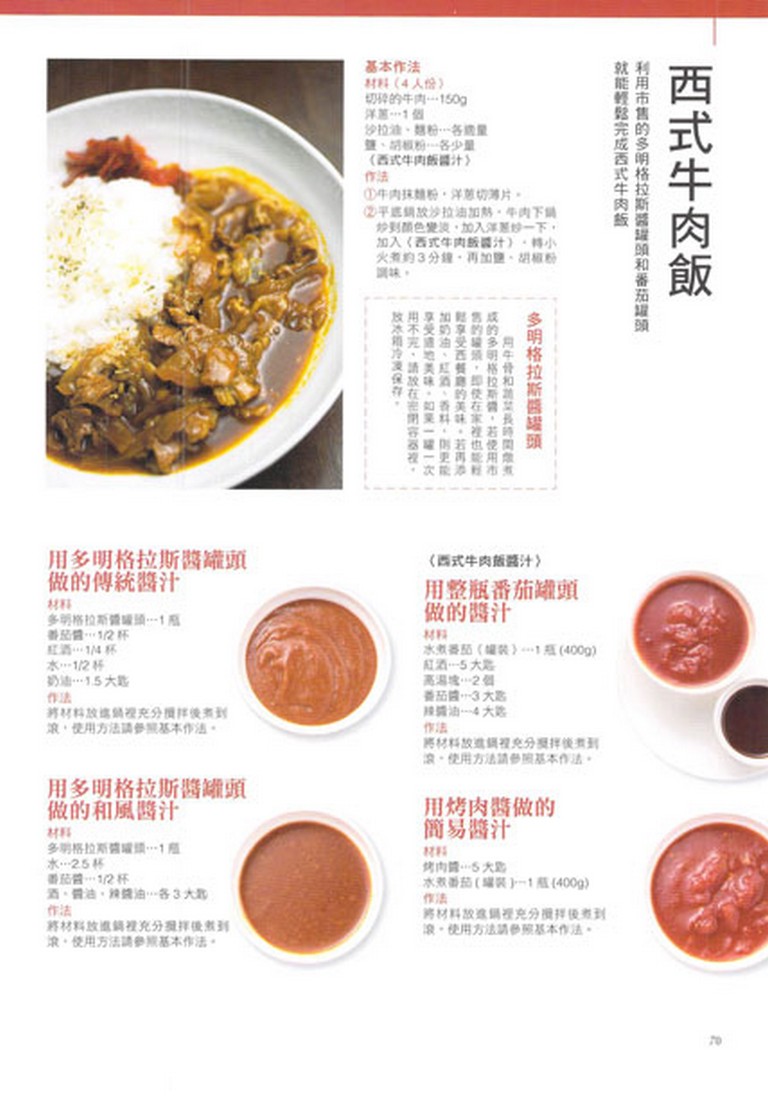 西式牛肉飯
利用市售的多明格拉斯醬罐頭和番茄罐頭
就能輕鬆完成西式牛肉飯
基本作法
材料（4人份）
切碎的牛肉…150g
洋蔥…1個
沙拉油、麵粉…各適量
鹽、胡椒粉…各少量
〈西式牛肉飯醬汁〉
作法
①牛肉抹麵粉，洋蔥切薄片。
②平底鍋放沙拉油加熱，牛肉下鍋
炒到顏色變淡，加入洋蔥炒一下，
加入〈西式牛肉飯醬汁〉，轉小
火煮約3分鐘，再加鹽、胡椒粉
調味。
多明格拉斯醬罐頭
用牛骨和蔬菜長時間燉煮
成的多明格拉斯醬，若使用市
售的罐頭，即使在家裡也能輕
鬆享受西餐廳的美味。若再添
加奶油、紅酒、香料，則更能
享受道地美味。如果一罐一次
用不完，請放在密閉容器裡，
放冰箱冷凍保存。
〈西式牛肉飯醬汁〉
用整瓶番茄罐頭
做的醬汁
材料
水煮番茄（罐裝）…1瓶(400g)
紅酒…5大匙
高湯塊…2個
番茄醬…3大匙
辣醬油…4大匙
作法
將材料放進鍋裡充分攪拌後煮到
滾。使用方法請參照基本作法。
用烤肉醬做的
簡易醬汁
材料
烤肉醬…5大匙
水煮番茄(罐裝)…1瓶(400g)
作法
將材料放進鍋裡充分攪拌後煮到
滾。使用方法請參照基本作法。
用多明格拉斯醬罐頭
做的傳統醬汁
材料
多明格拉斯醬罐頭…1瓶
番茄醬…1/2杯
紅酒…1/4杯
水…1/2杯
奶油…1.5大匙
作法
將材料放進鍋裡充分攪拌後煮到
滾，使用方法請參照基本作法。
用多明格拉斯醬罐頭
做的和風醬汁
材料
多明格拉斯醬罐頭…1瓶
水…2.5杯
番茄醬…1/2杯
酒、醬油、辣醬油…各3大匙
作法
將材料放進鍋裡充分攪拌後煮到
滾。使用方法請參照基本作法。
70